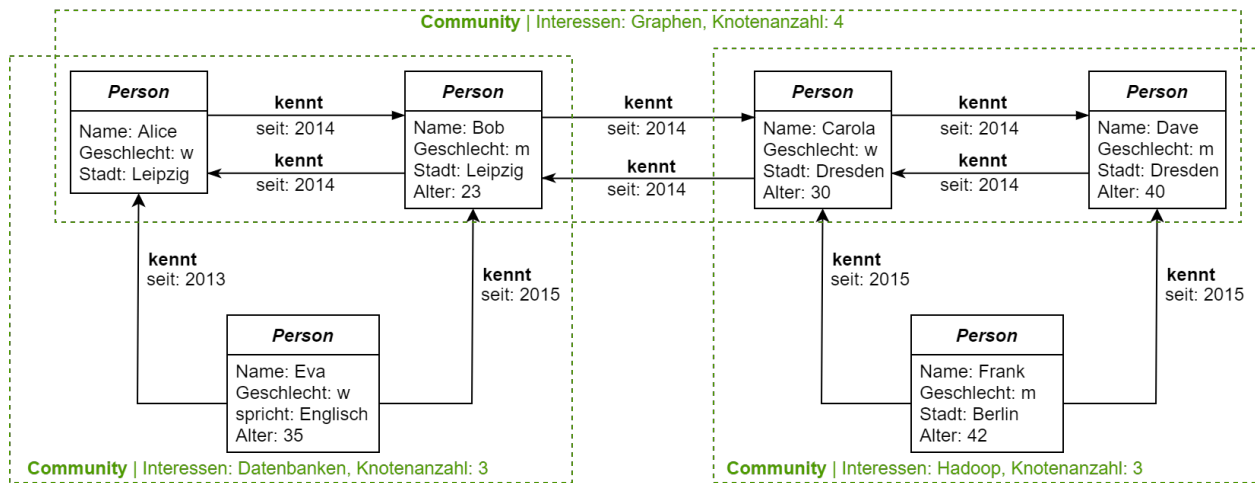 Community | Interessen: Graphen, Knotenanzahl: 4
Person
Name: Alice
Geschlecht: w
Stadt: Leipzig
kennt
seit: 2014
kennt
seit: 2014
Person
Name: Bob
Geschlecht: m
Stadt: Leipzig
Alter: 23
kennt
seit: 2014
kennt
seit: 2014
Person
Name: Carola
Geschlecht: w
Stadt: Dresden
Alter: 30
kennt
seit: 2014
kennt
seit: 2014
Person
Name: Dave
Geschlecht: m
Stadt: Dresden
Alter: 40
kennt
seit: 2013
kennt
seit: 2015
kennt
seit: 2015
kennt
seit: 2015
Person
Name: Eva
Geschlecht: w
spricht: Englisch
Alter: 35
Person
Name: Frank
Geschlecht: m
Stadt: Berlin
Alter: 42
Community | Interessen: Datenbanken, Knotenanzahl: 3
Community | Interessen: Hadoop, Knotenanzahl: 3